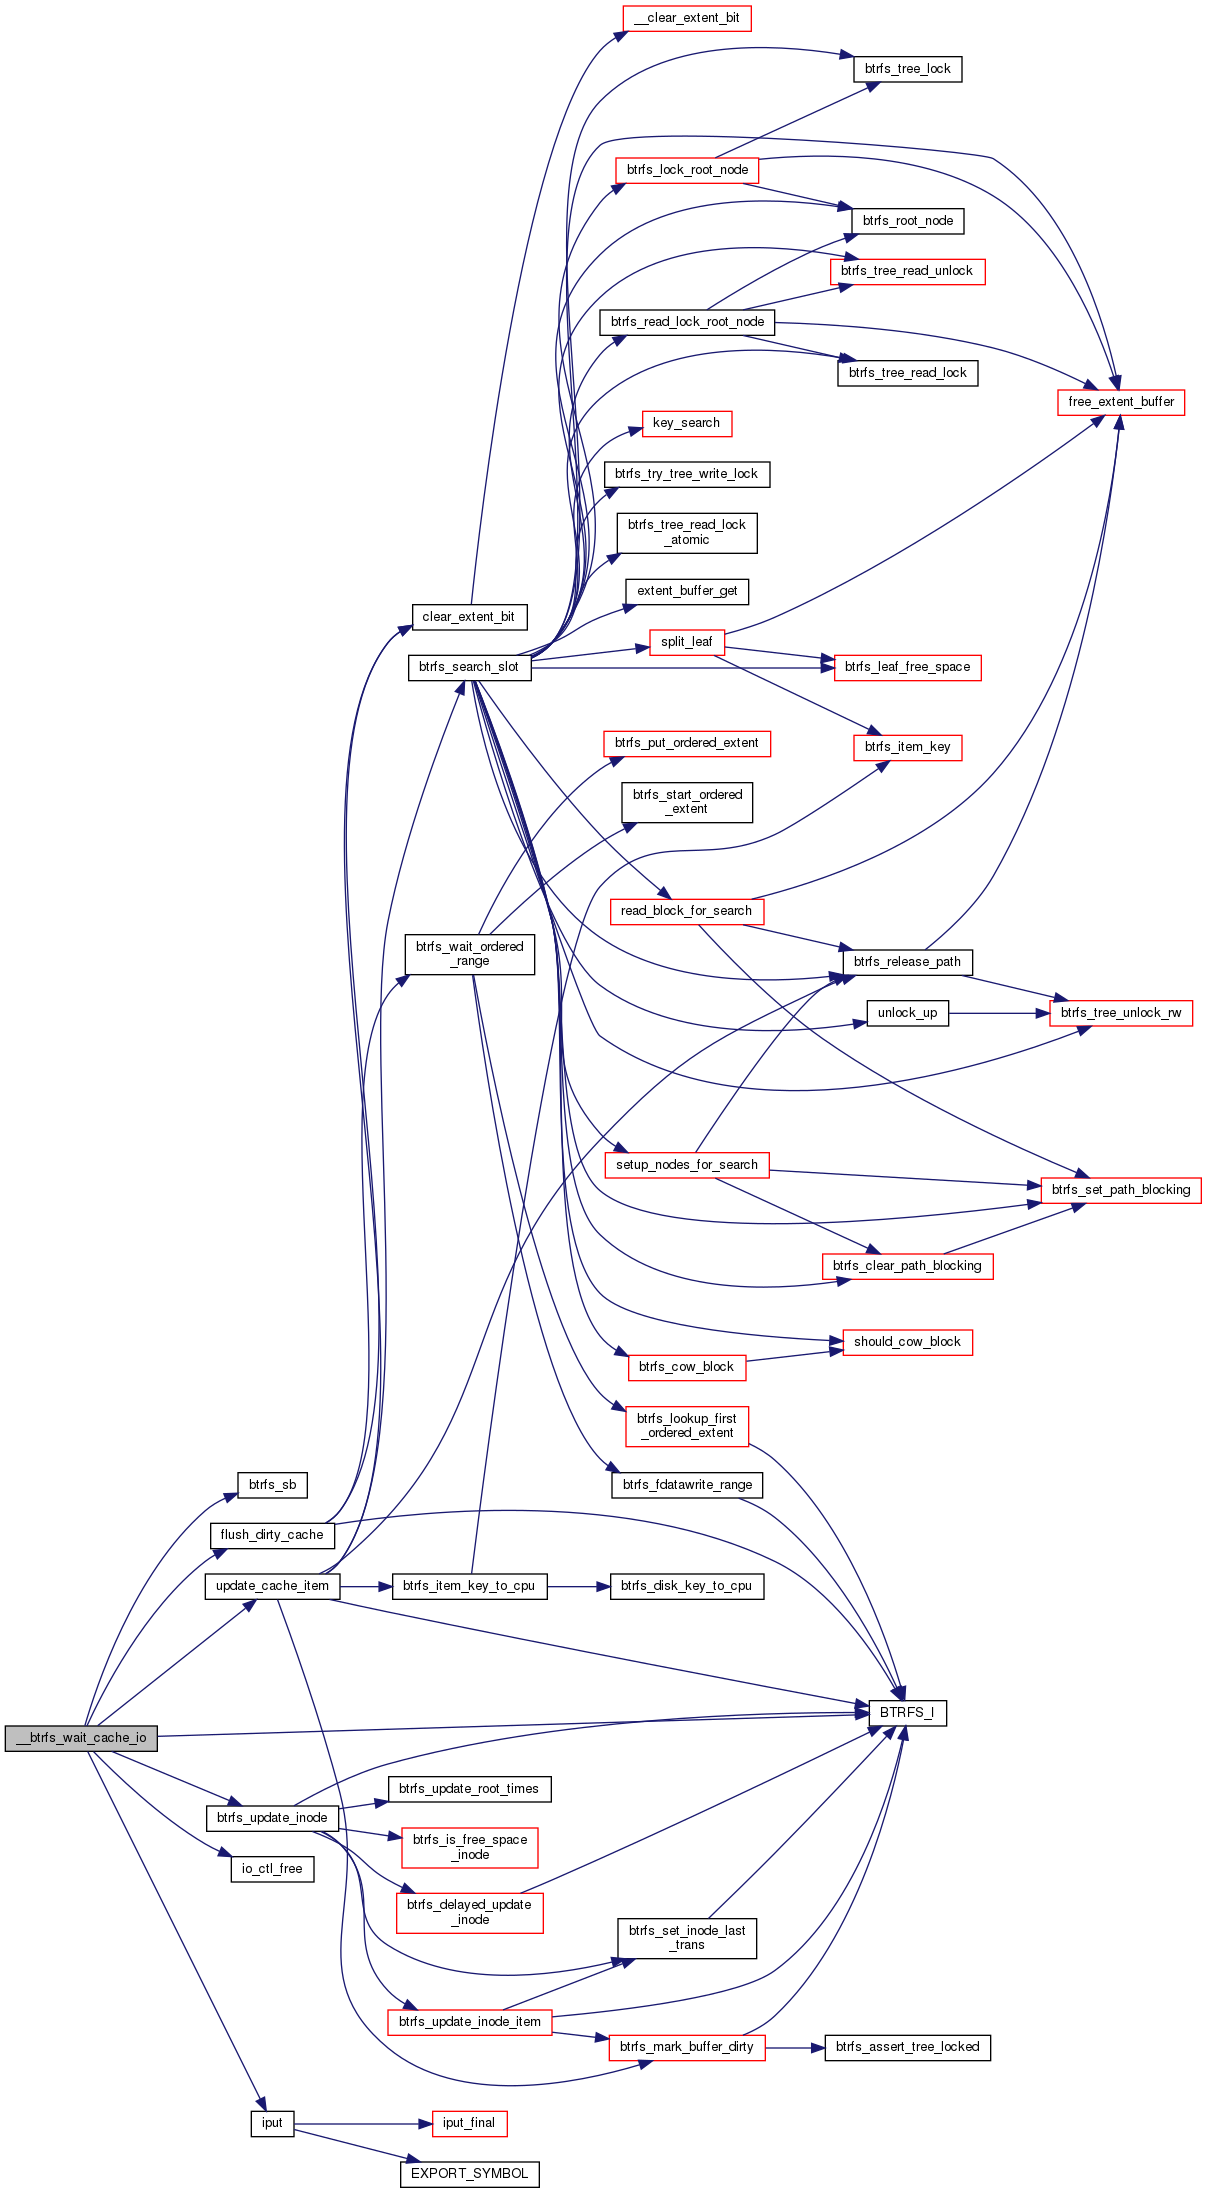 __clear_extent_bit
btrfs_tree_lock
btrfs_lock_root_node
btrfs_root_node
btrfs_tree_read_unlock
btrfs_read_lock_root_node
btrfs_tree_read_lock
free_extent_buffer
key_search
btrfs_try_tree_write_lock
btrfs_tree_read_lock
_atomic
extent_buffer_get
clear_extent_bit
split_leaf
btrfs_search_slot
btrfs_leaf_free_space
btrfs_put_ordered_extent
btrfs_item_key
btrfs_start_ordered
_extent
read_block_for_search
btrfs_wait_ordered
_range
btrfs_release_path
unlock_up
btrfs_tree_unlock_rw
setup_nodes_for_search
btrfs_set_path_blocking
btrfs_clear_path_blocking
should_cow_block
btrfs_cow_block
btrfs_lookup_first
_ordered_extent
btrfs_sb
btrfs_fdatawrite_range
flush_dirty_cache
update_cache_item
btrfs_item_key_to_cpu
btrfs_disk_key_to_cpu
BTRFS_I
__btrfs_wait_cache_io
btrfs_update_root_times
btrfs_update_inode
btrfs_is_free_space
_inode
io_ctl_free
btrfs_delayed_update
_inode
btrfs_set_inode_last
_trans
btrfs_update_inode_item
btrfs_mark_buffer_dirty
btrfs_assert_tree_locked
iput
iput_final
EXPORT_SYMBOL